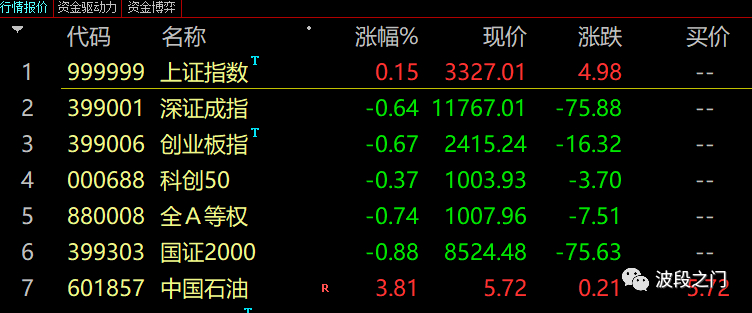 行情报价 资金驱动力 资金博弈
代码 名称 涨幅% 现价 涨跌 买价
1 999999 上证指数 T 0.15 3327.01 4.98 --
2 399001 深证成指 -0.64 11767.01 -75.88 --
3 399006 创业板指 T -0.67 2415.24 -16.32 --
4 000688 科创50 -0.37 1003.93 -3.70 --
5 880008 全A等权 -0.74 1007.96 -7.51 --
6 399303 国证2000 -0.88 8524.48 -75.63 --
7 601857 中国石油 R 3.81 5.72 0.21 5.72
波段之门